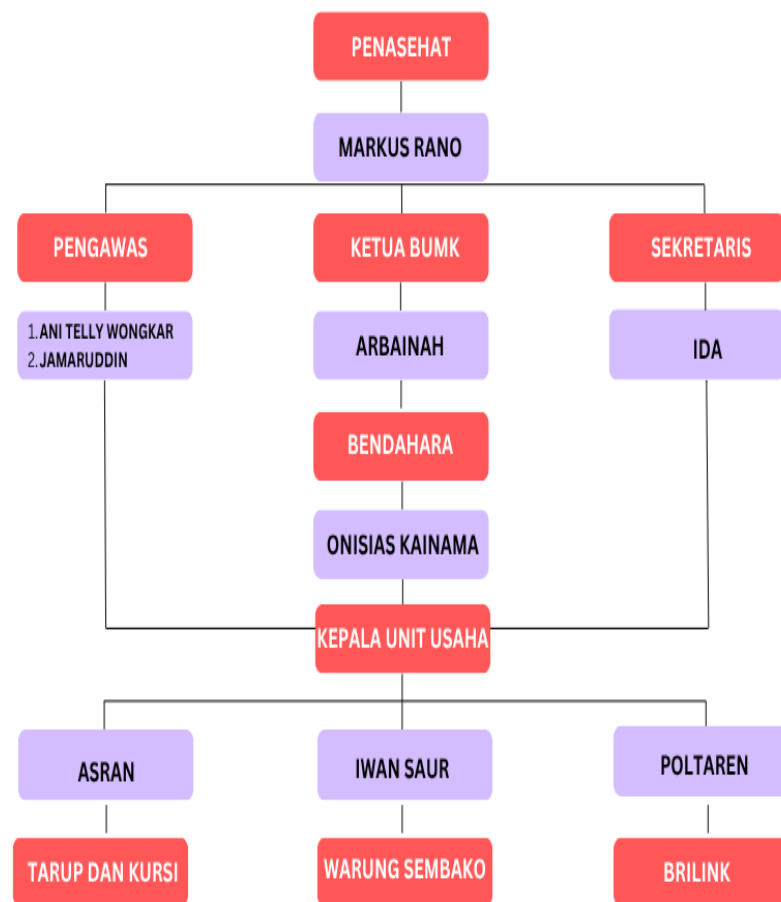 PENASEHAT
MARKUS RANO
PENGAWAS
KETUA BUMK
SEKRETARIS
1. ANI TELLY WONGKAR
2. JAMARUDDIN
ARBAINAH
IDA
BENDAHARA
ONISIAS KAINAMA
KEPALA UNIT USAHA
ASRAN
IWAN SAUR
POLTAREN
TARUP DAN KURSI
WARUNG SEMBAKO
BRILINK